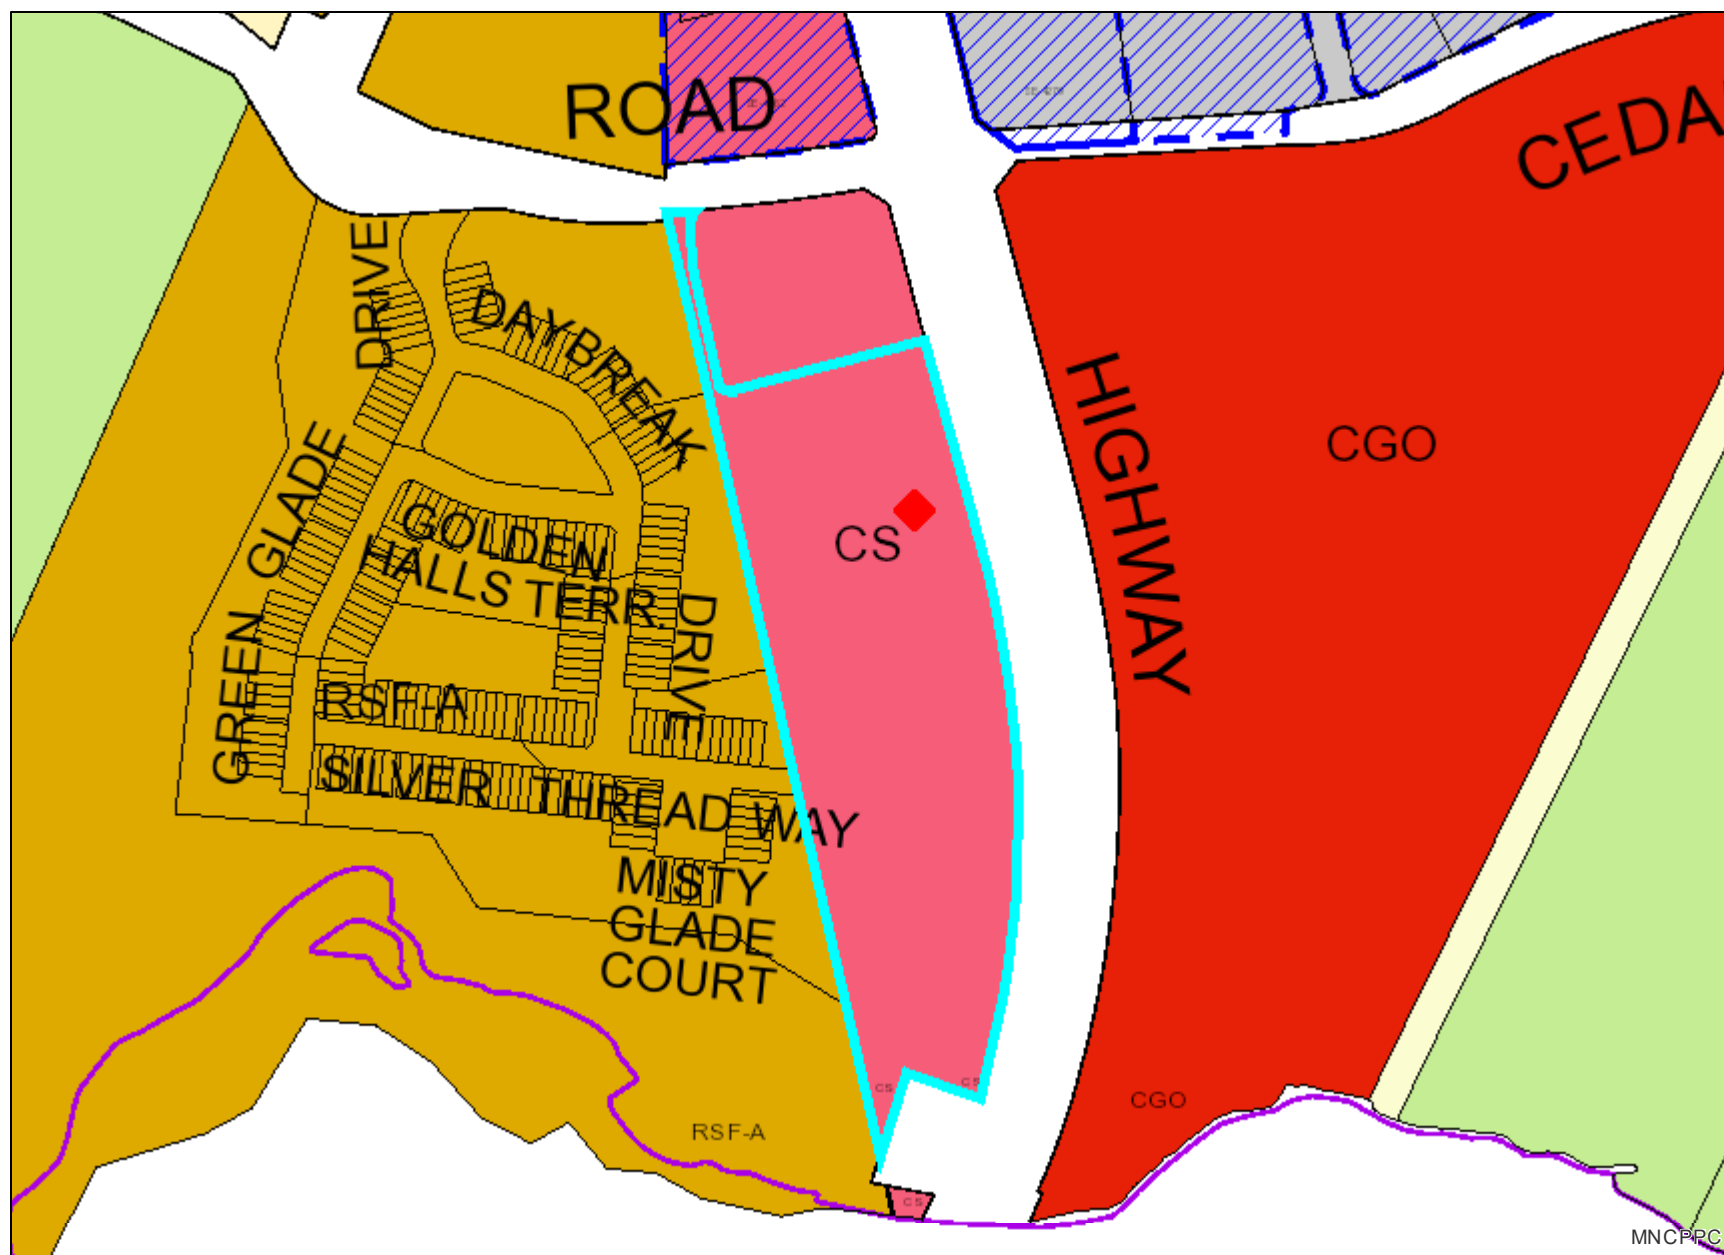 ROAD
CEDA
DRIVE
DAYBREAK
HIGHWAY
CGO
GREEN GLADE
GOLDEN
HALLS TERR.
CS
DRIVE
RSF-A
SILVER THREAD WAY
MISTY
GLADE
COURT
CS
CS
CGO
RSF-A
CS
MNCPPC